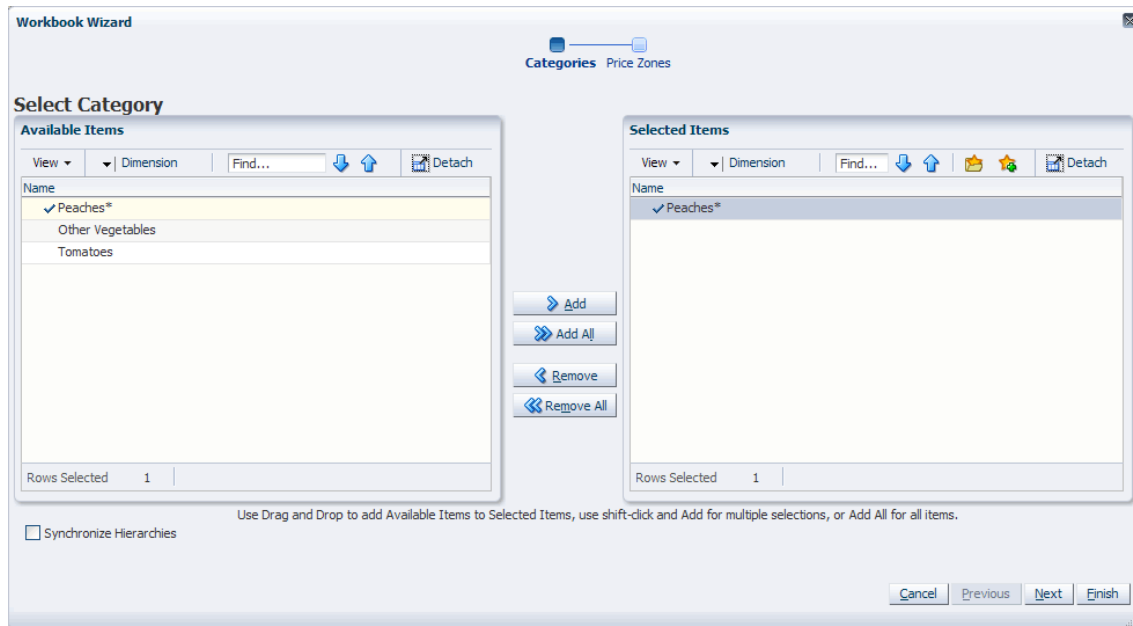 Workbook Wizard
Categories Price Zones
Select Category
Available Items
View Dimension Find... Detach
Name
Peaches*
Other Vegetables
Tomatoes
Rows Selected 1
Add
Add All
Remove
Remove All
Selected Items
View Dimension Find... Detach
Name
Peaches*
Rows Selected 1
Use Drag and Drop to add Available Items to Selected Items, use shift-click and Add for multiple selections, or Add All for all items.
Synchronize Hierarchies
Cancel Previous Next Finish